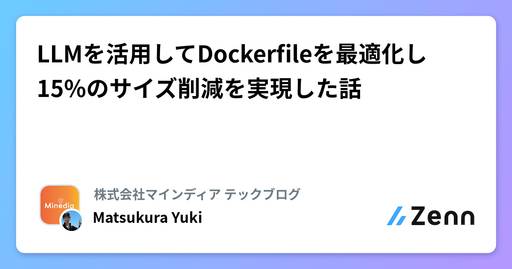 LLMを活用してDockerfileを最適化し
15%のサイズ削減を実現した話
Minedia
株式会社マインディア テックブログ
Matsukura Yuki
Zenn